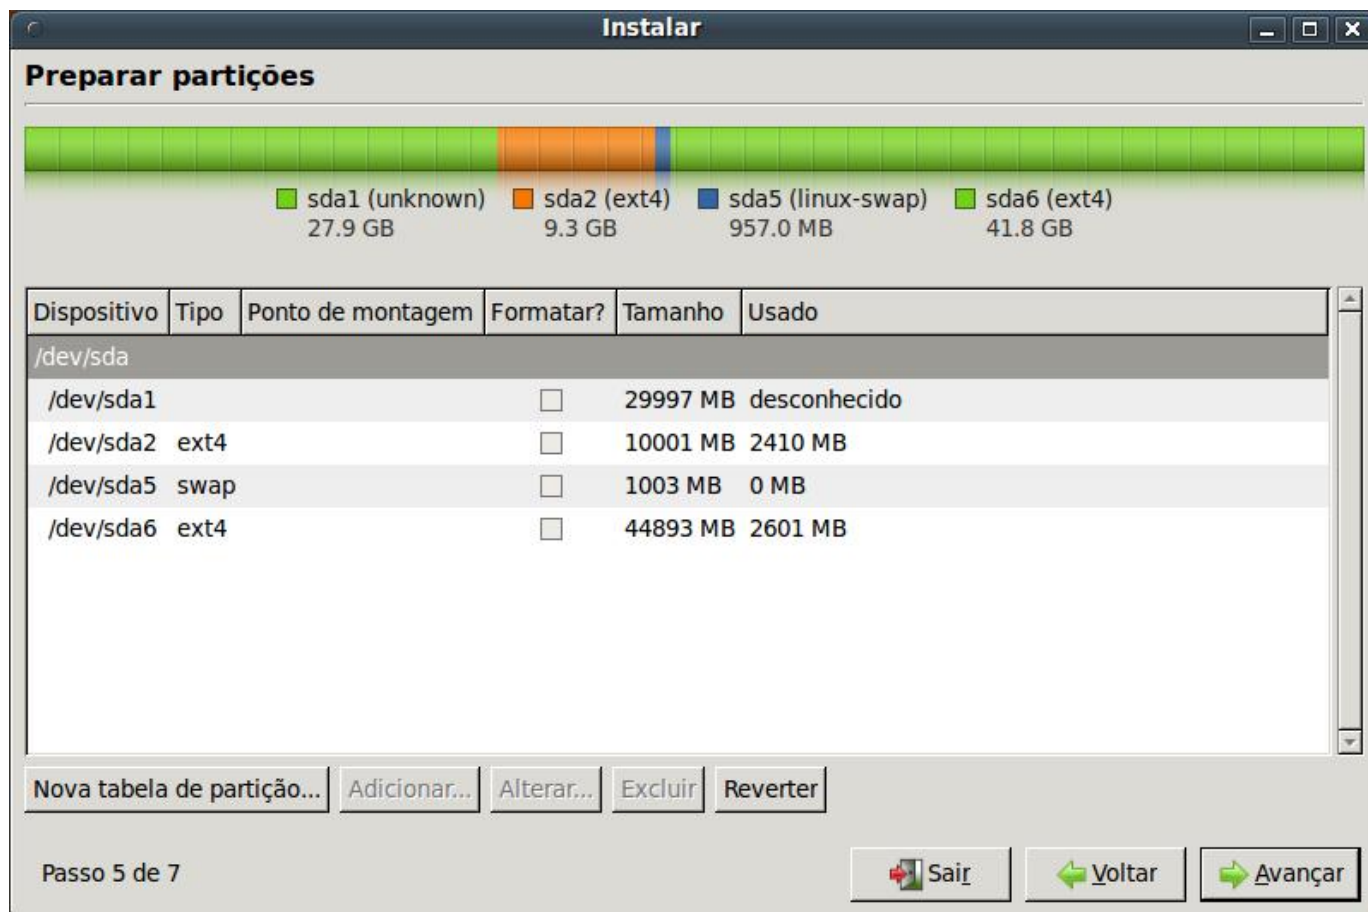 Instalar
Preparar partições
sda1 (unknown) sda2 (ext4) sda5 (linux-swap) sda6 (ext4)
27.9 GB 9.3 GB 957.0 MB 41.8 GB
Dispositivo Tipo Ponto de montagem Formatar? Tamanho Usado
/dev/sda
/dev/sda1 29997 MB desconhecido
/dev/sda2 ext4 10001 MB 2410 MB
/dev/sda5 swap 1003 MB 0 MB
/dev/sda6 ext4 44893 MB 2601 MB
Nova tabela de partição... Adicionar... Alterar... Excluir Reverter
Passo 5 de 7 Sair Voltar Avançar